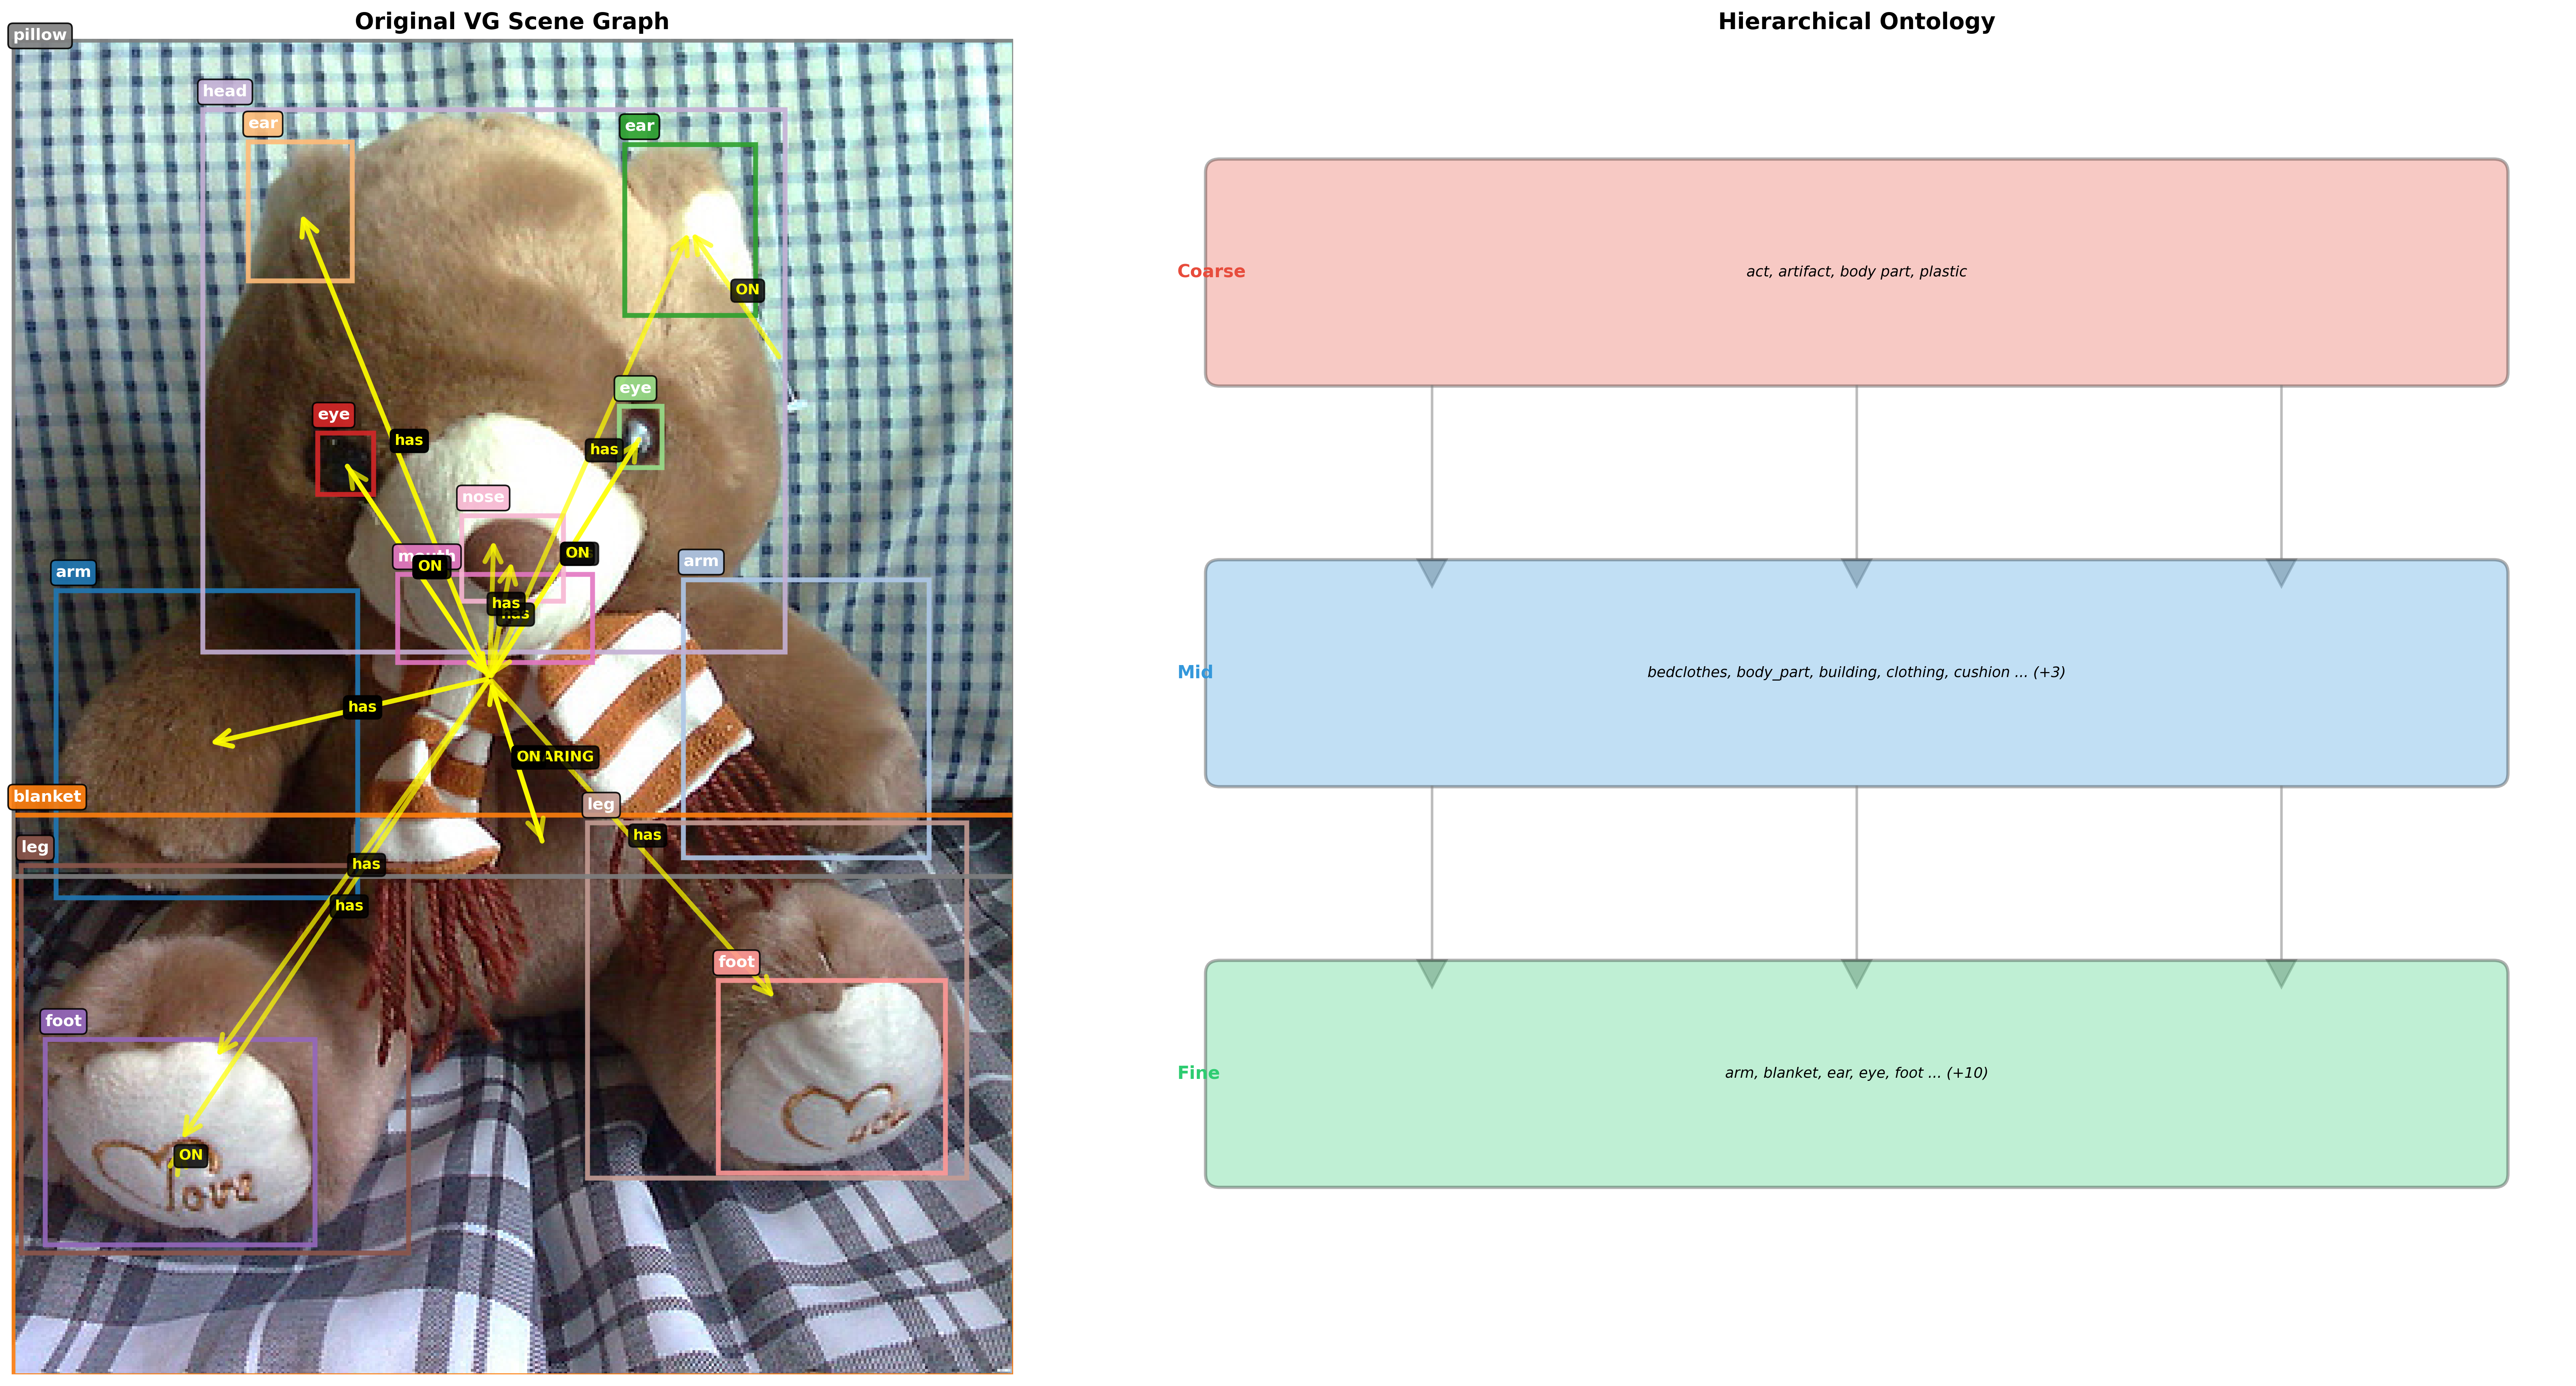 Original VG Scene Graph
Hierarchical Ontology
pillow
head
ear
ear
ON
eye
eye
has
has
nose
mouth
ON
ON
arm
arm
has
has
has
ONARING
blanket
leg
has
leg
has
has
foot
foot
ON
love
you
Coarse
act, artifact, body part, plastic
Mid
bedclothes, body_part, building, clothing, cushion ... (+3)
Fine
arm, blanket, ear, eye, foot ... (+10)